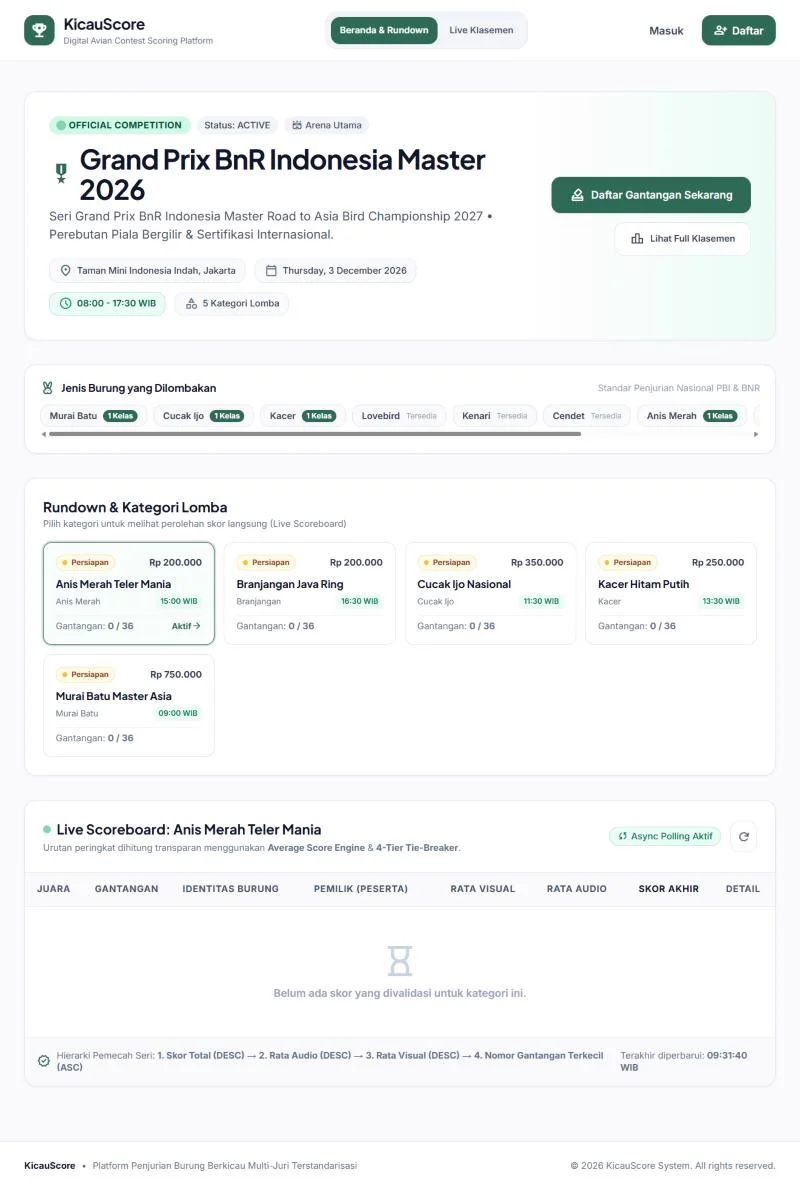 KicauScore
Digital Avian Contest Scoring Platform
Beranda & Rundown
Live Klasemen
Masuk
Daftar
OFFICIAL COMPETITION
Status: ACTIVE
Arena Utama
Grand Prix BnR Indonesia Master
2026
Seri Grand Prix BnR Indonesia Master Road to Asia Bird Championship 2027 •
Perebutan Piala Bergilir & Sertifikasi Internasional.
Daftar Gantangan Sekarang
Lihat Full Klasemen
Taman Mini Indonesia Indah, Jakarta
Thursday, 3 December 2026
08:00 - 17:30 WIB
5 Kategori Lomba
Jenis Burung yang Dilombakan
Standar Penjurian Nasional PBI & BNR
Murai Batu 1 Kelas
Cucak Ijo 1 Kelas
Kacer 1 Kelas
Lovebird Tersedia
Kenari Tersedia
Cendet Tersedia
Anis Merah 1 Kelas
Rundown & Kategori Lomba
Pilih kategori untuk melihat perolehan skor langsung (Live Scoreboard)
Persiapan Rp 200.000
Anis Merah Teler Mania
Anis Merah 15:00 WIB
Gantangan: 0 / 36 Aktif →
Persiapan Rp 200.000
Branjangan Java Ring
Branjangan 16:30 WIB
Gantangan: 0 / 36
Persiapan Rp 350.000
Cucak Ijo Nasional
Cucak Ijo 11:30 WIB
Gantangan: 0 / 36
Persiapan Rp 250.000
Kacer Hitam Putih
Kacer 13:30 WIB
Gantangan: 0 / 36
Persiapan Rp 750.000
Murai Batu Master Asia
Murai Batu 09:00 WIB
Gantangan: 0 / 36
Live Scoreboard: Anis Merah Teler Mania
Urutan peringkat dihitung transparan menggunakan Average Score Engine & 4-Tier Tie-Breaker.
Async Polling Aktif
JUARA GANTANGAN IDENTITAS BURUNG PEMILIK (PESERTA) RATA VISUAL RATA AUDIO SKOR AKHIR DETAIL
Belum ada skor yang divalidasi untuk kategori ini.
Hierarki Pemecah Seri: 1. Skor Total (DESC) → 2. Rata Audio (DESC) → 3. Rata Visual (DESC) → 4. Nomor Gantangan Terkecil
(ASC)
Terakhir diperbarui: 09:31:40
WIB
KicauScore • Platform Penjurian Burung Berkicau Multi-Juri Terstandarisasi
© 2026 KicauScore System. All rights reserved.